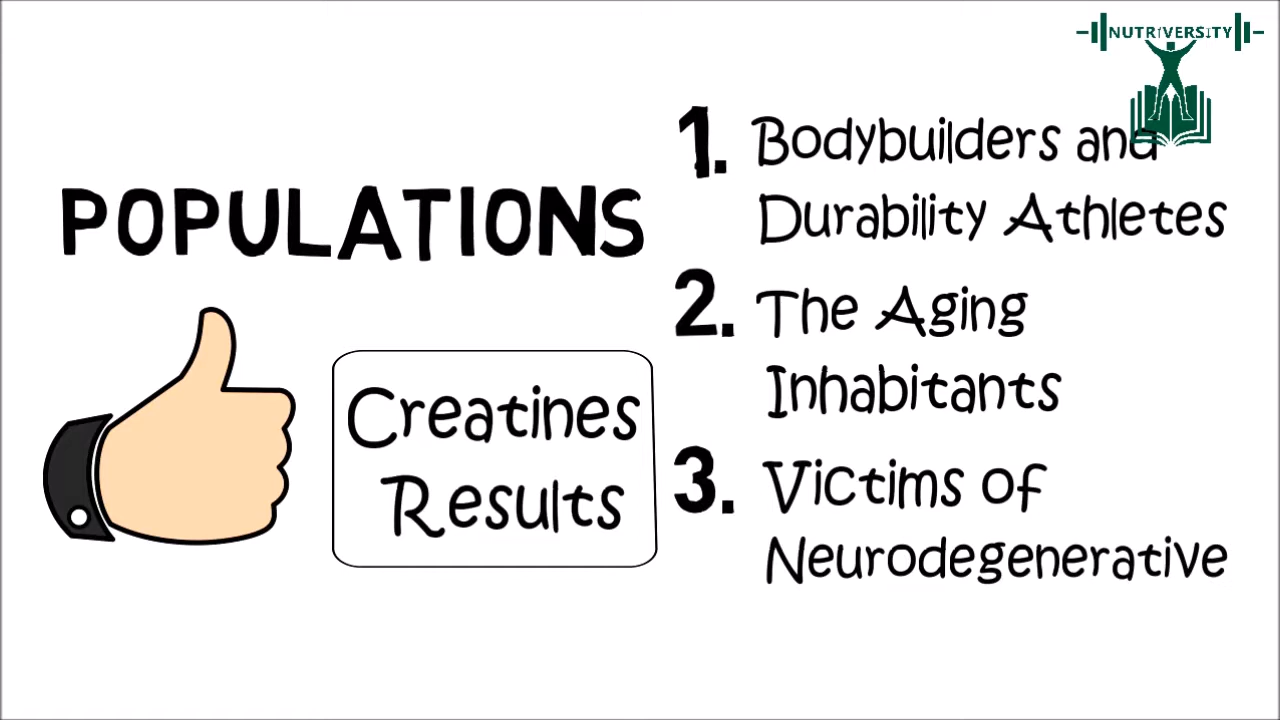 NUTRIVERSITY
POPULATIONS
Creatines
Results
1. Bodybuilders and
Durability Athletes
2. The Aging
Inhabitants
3. Victims of
Neurodegenerative